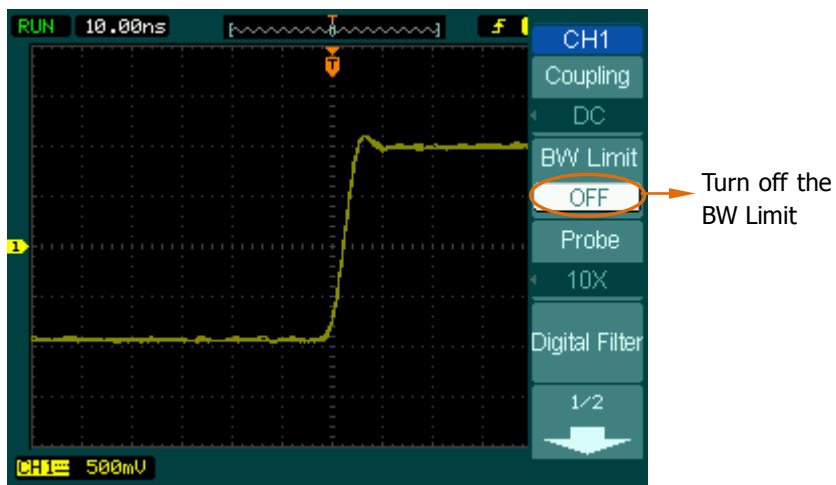 RUN 10.00ns
T
T
CH1
Coupling
DC
BW Limit
OFF
Turn off the
BW Limit
1
Probe
10X
Digital Filter
1/2
CH1 500mV